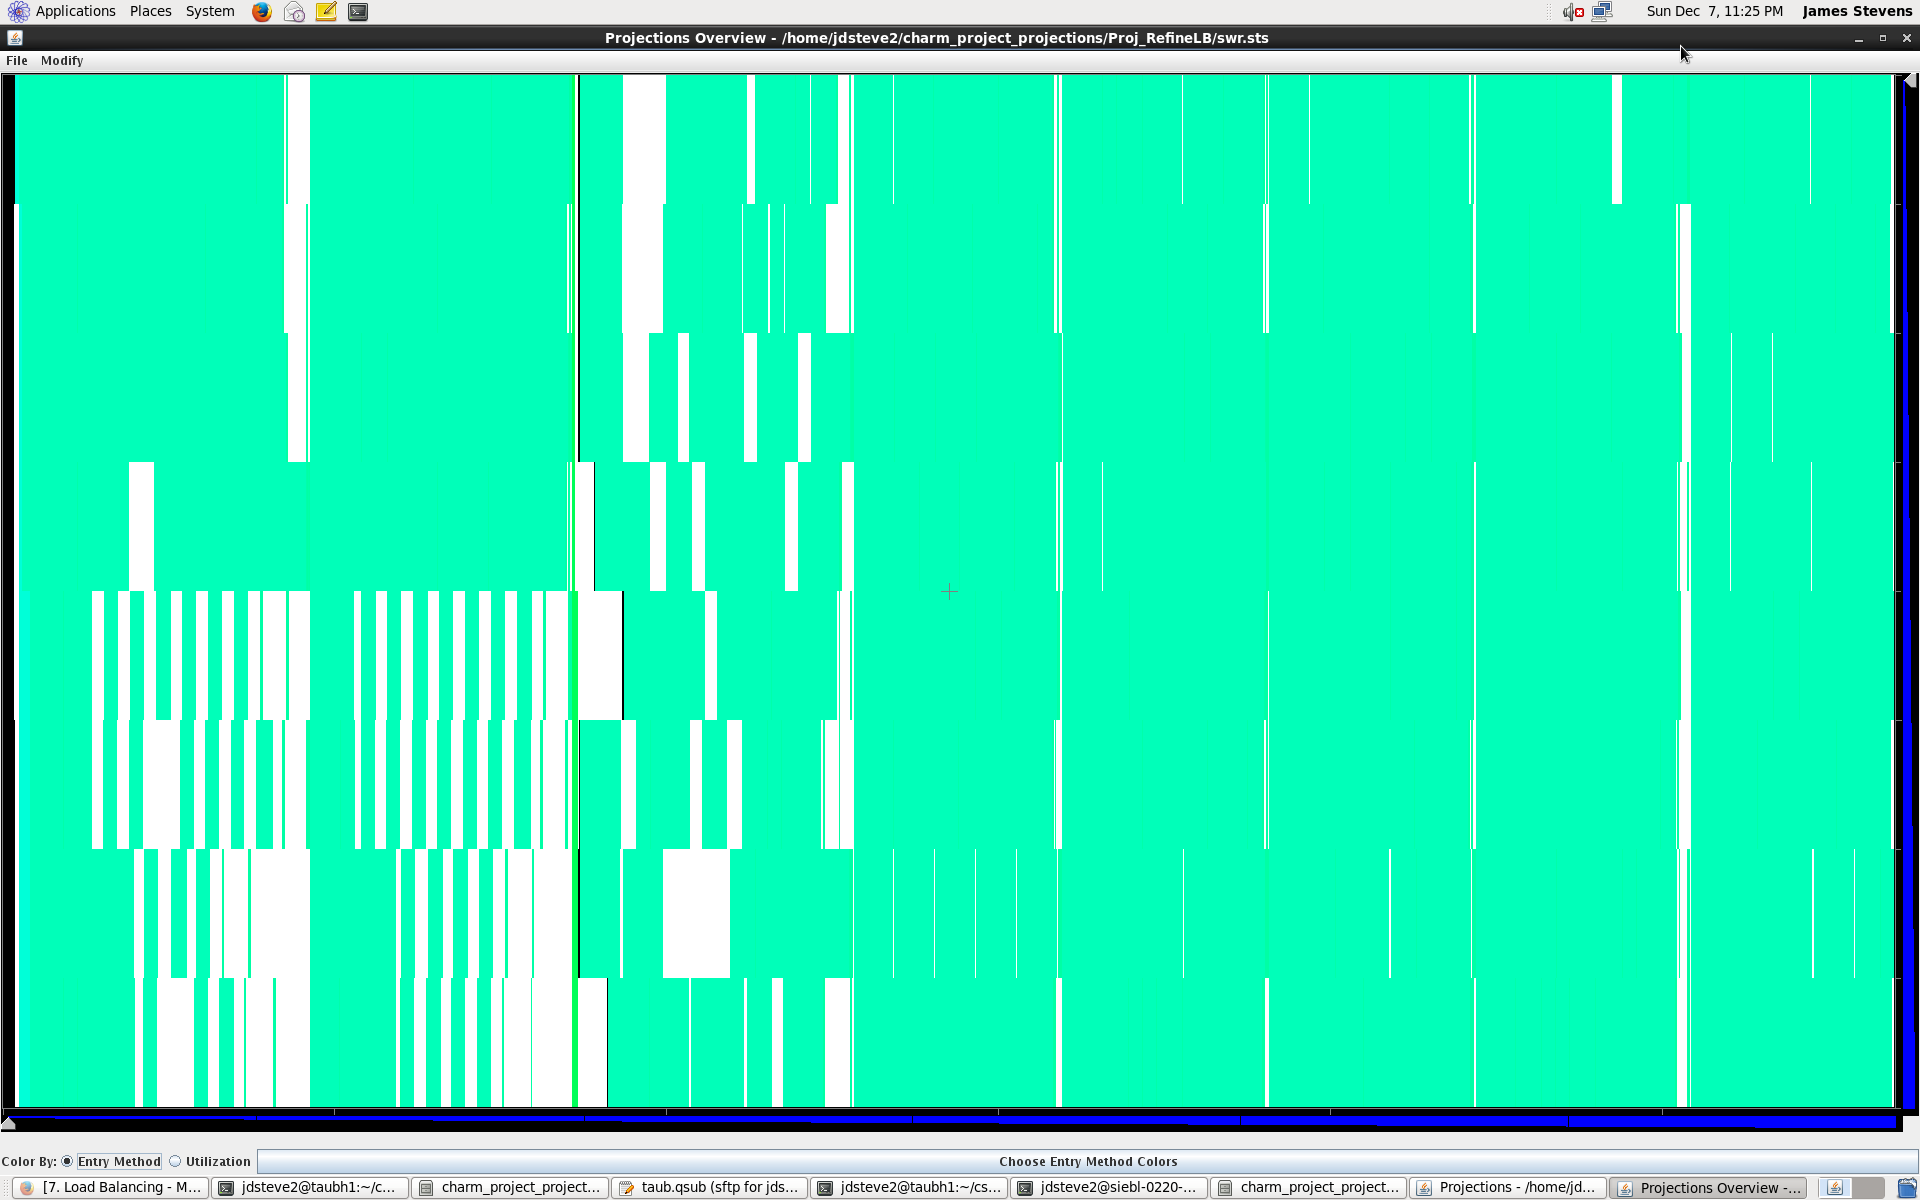 Applications Places System Sun Dec 7, 11:25 PM James Stevens
Projections Overview - /home/jdsteve2/charm_project_projections/Proj_RefineLB/swr.sts
File Modify
Color By: Entry Method Utilization Choose Entry Method Colors
[7. Load Balancing - M... jdsteve2@taubh1:~/c... charm_project_project... taub.qsub (sftp for jds... jdsteve2@taubh1:~/cs... jdsteve2@siebl-0220-... charm_project_project... Projections - /home/jd... Projections Overview -...